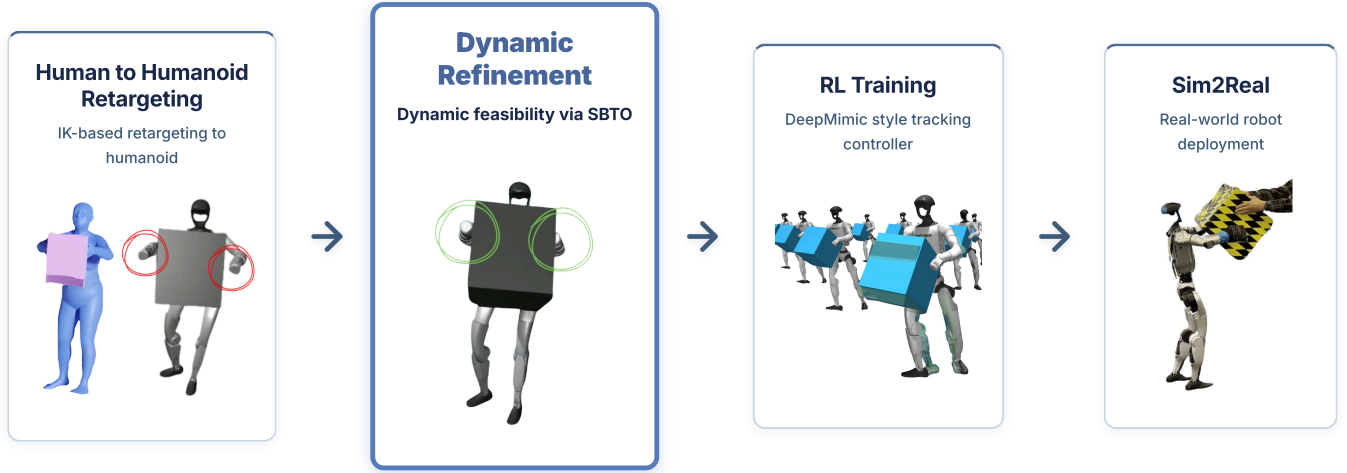 Human to Humanoid
Retargeting
IK-based retargeting to
humanoid
Dynamic
Refinement
Dynamic feasibility via SBTO
RL Training
DeepMimic style tracking
controller
Sim2Real
Real-world robot
deployment